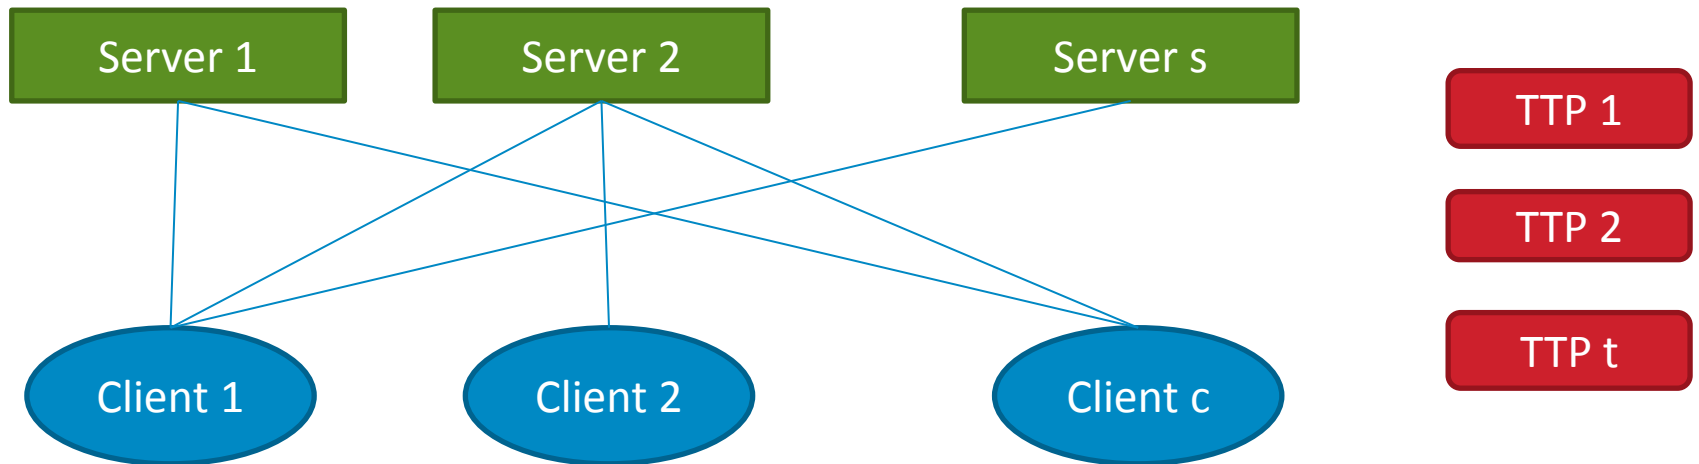 Server 1
Server 2
Server s
TTP 1
TTP 2
TTP t
Client 1
Client 2
Client c